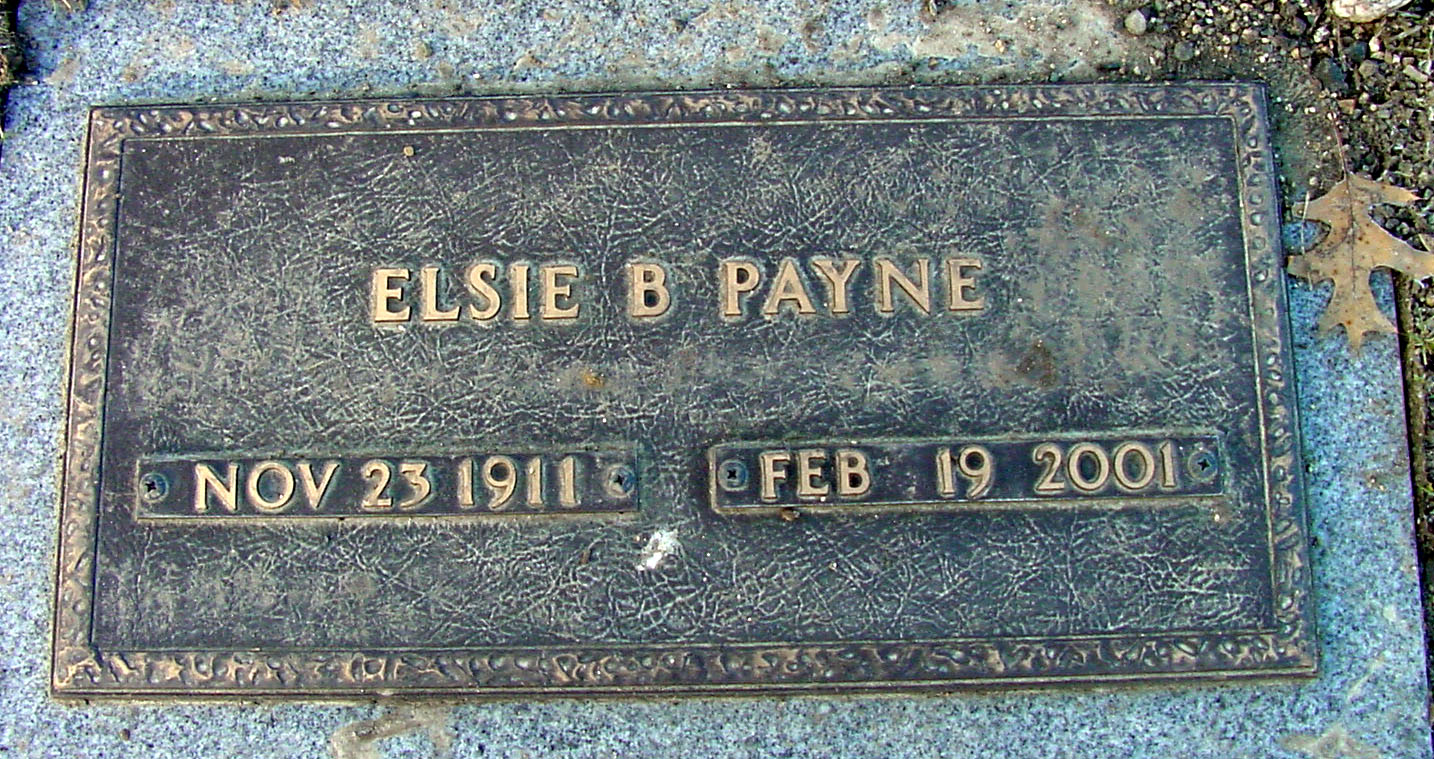 ELSIE B PAYNE
NOV 23 1911 FEB 19 2001